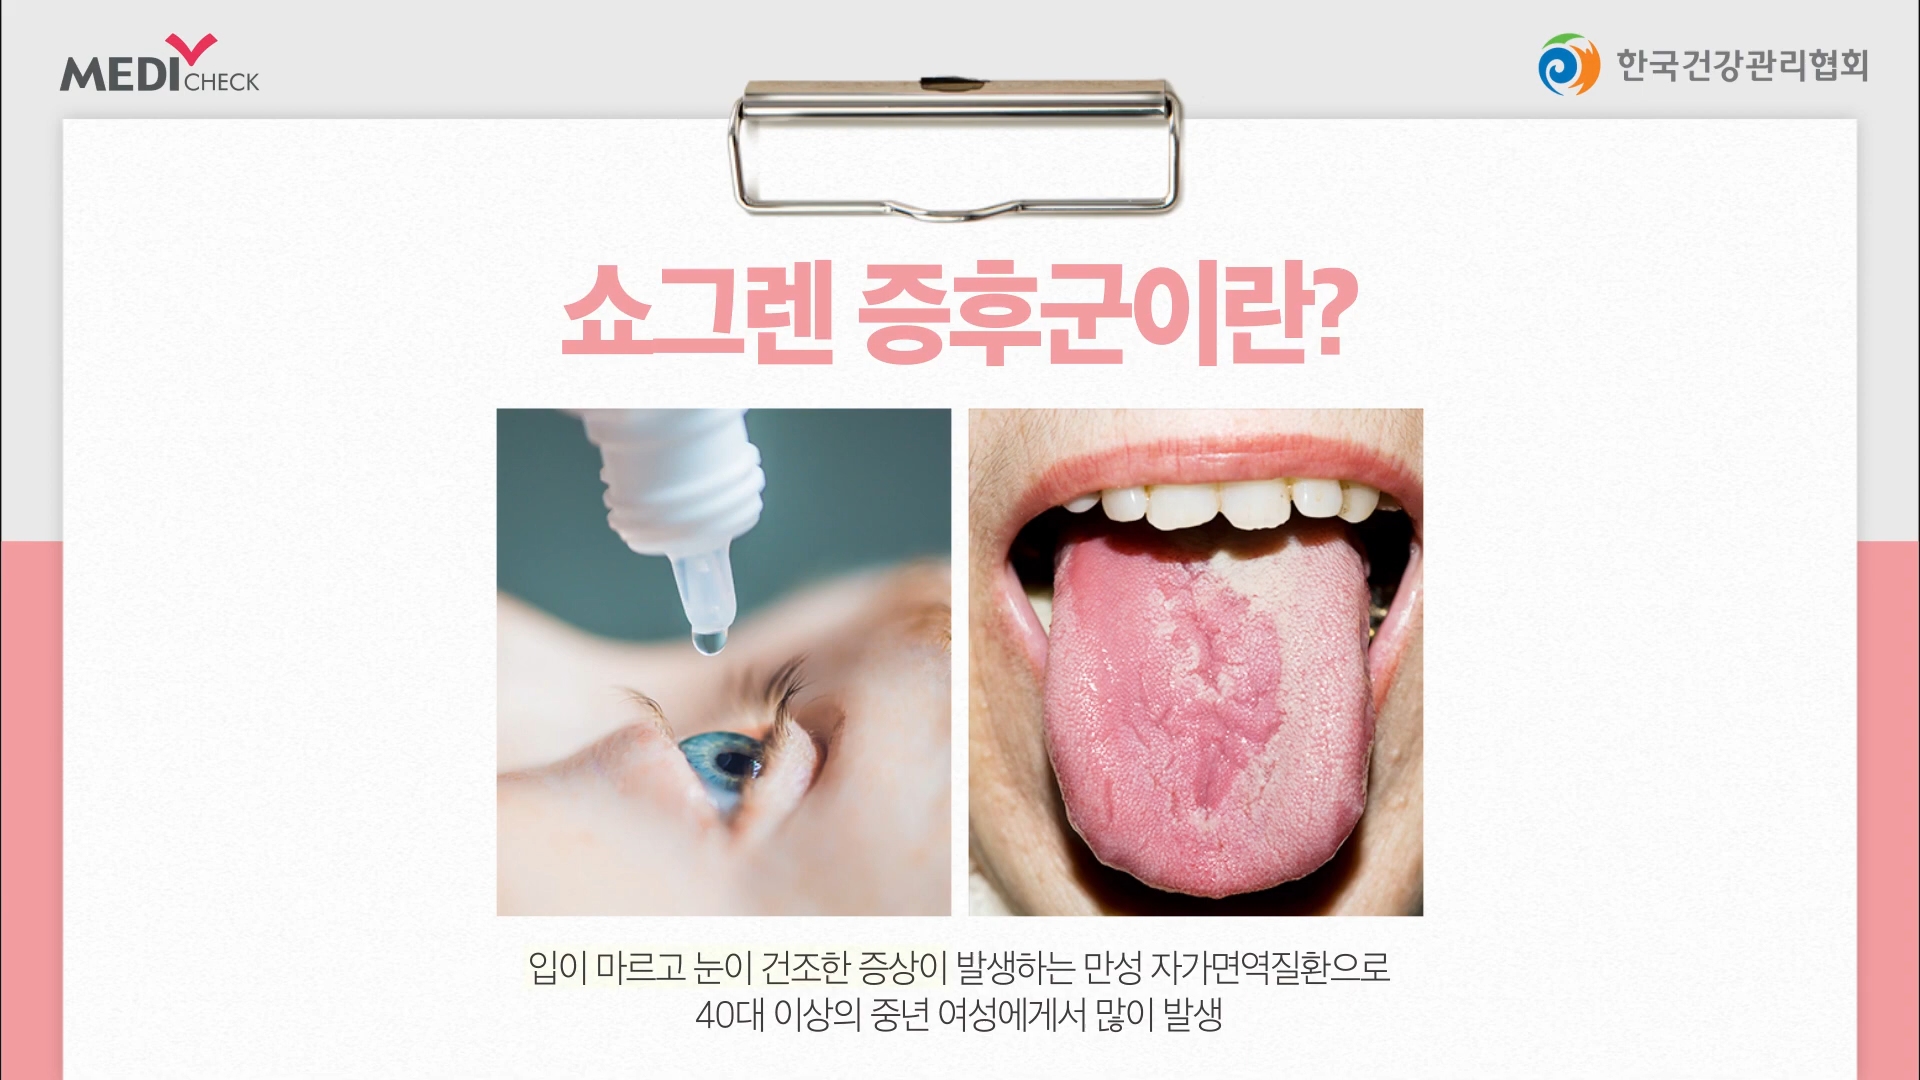 MEDICHECK
한국건강관리협회
쇼그렌 증후군이란?
입이 마르고 눈이 건조한 증상이 발생하는 만성 자가면역질환으로
40대 이상의 중년 여성에게서 많이 발생